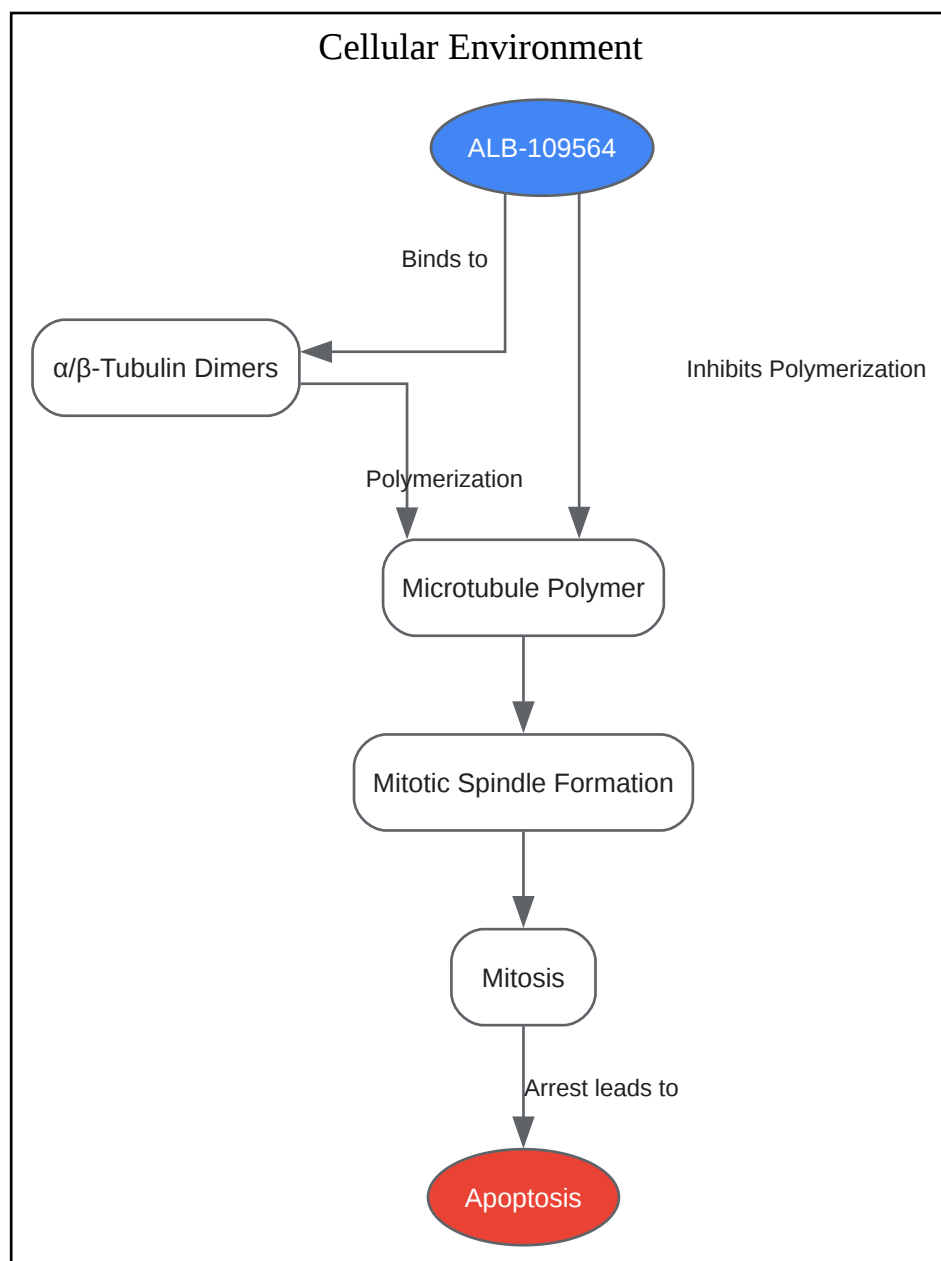 Cellular Environment
ALB-109564
Binds to
α/β-Tubulin Dimers
Inhibits Polymerization
Polymerization
Microtubule Polymer
Mitotic Spindle Formation
Mitosis
Arrest leads to
Apoptosis